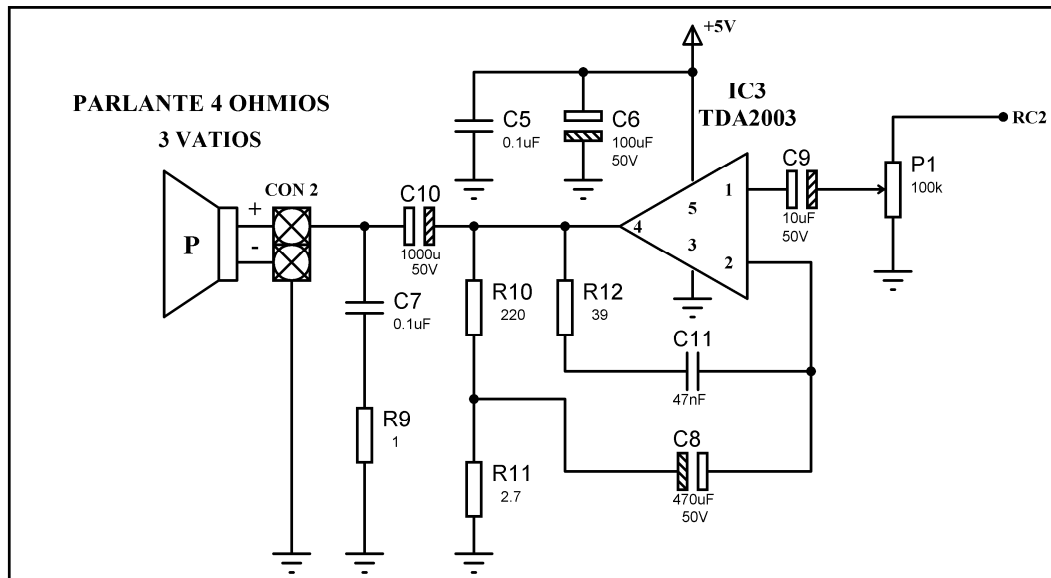 +5V
PARLANTE 4 OHMIOS
3 VATIOS
IC3
TDA2003
C5
0.1uF
C6
100uF
50V
RC2
P1
100k
C9
10uF
50V
1
5
4
3
2
CON 2
+
-
P
C10
1000u
50V
C7
0.1uF
R10
220
R12
39
C11
47nF
R9
1
R11
2.7
C8
470uF
50V